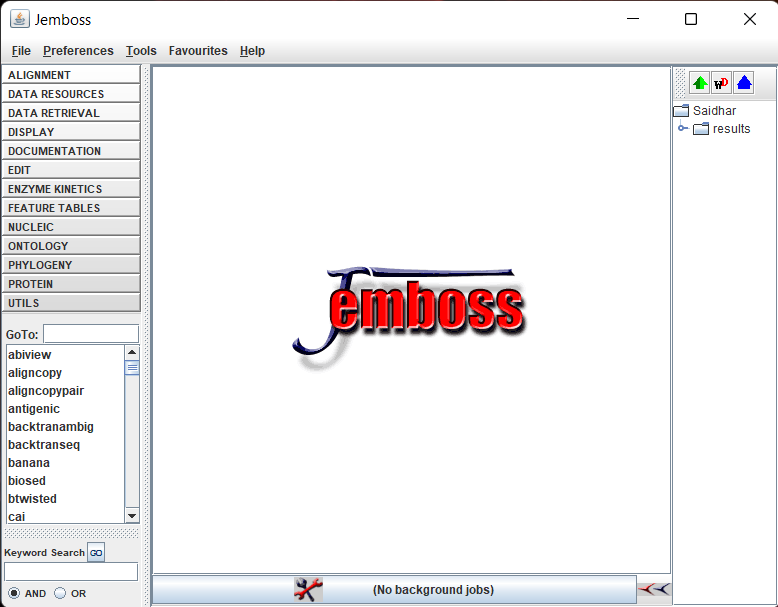 Jemboss
File Preferences Tools Favourites Help
ALIGNMENT
DATA RESOURCES
DATA RETRIEVAL
DISPLAY
DOCUMENTATION
EDIT
ENZYME KINETICS
FEATURE TABLES
NUCLEIC
ONTOLOGY
PHYLOGENY
PROTEIN
UTILS
GoTo:
abiview
aligncopy
aligncopypair
antigenic
backtranambig
backtranseq
banana
biosed
btwisted
cai
Keyword Search GO
AND OR
Jemboss
(No background jobs)
WD
Saidhar
results